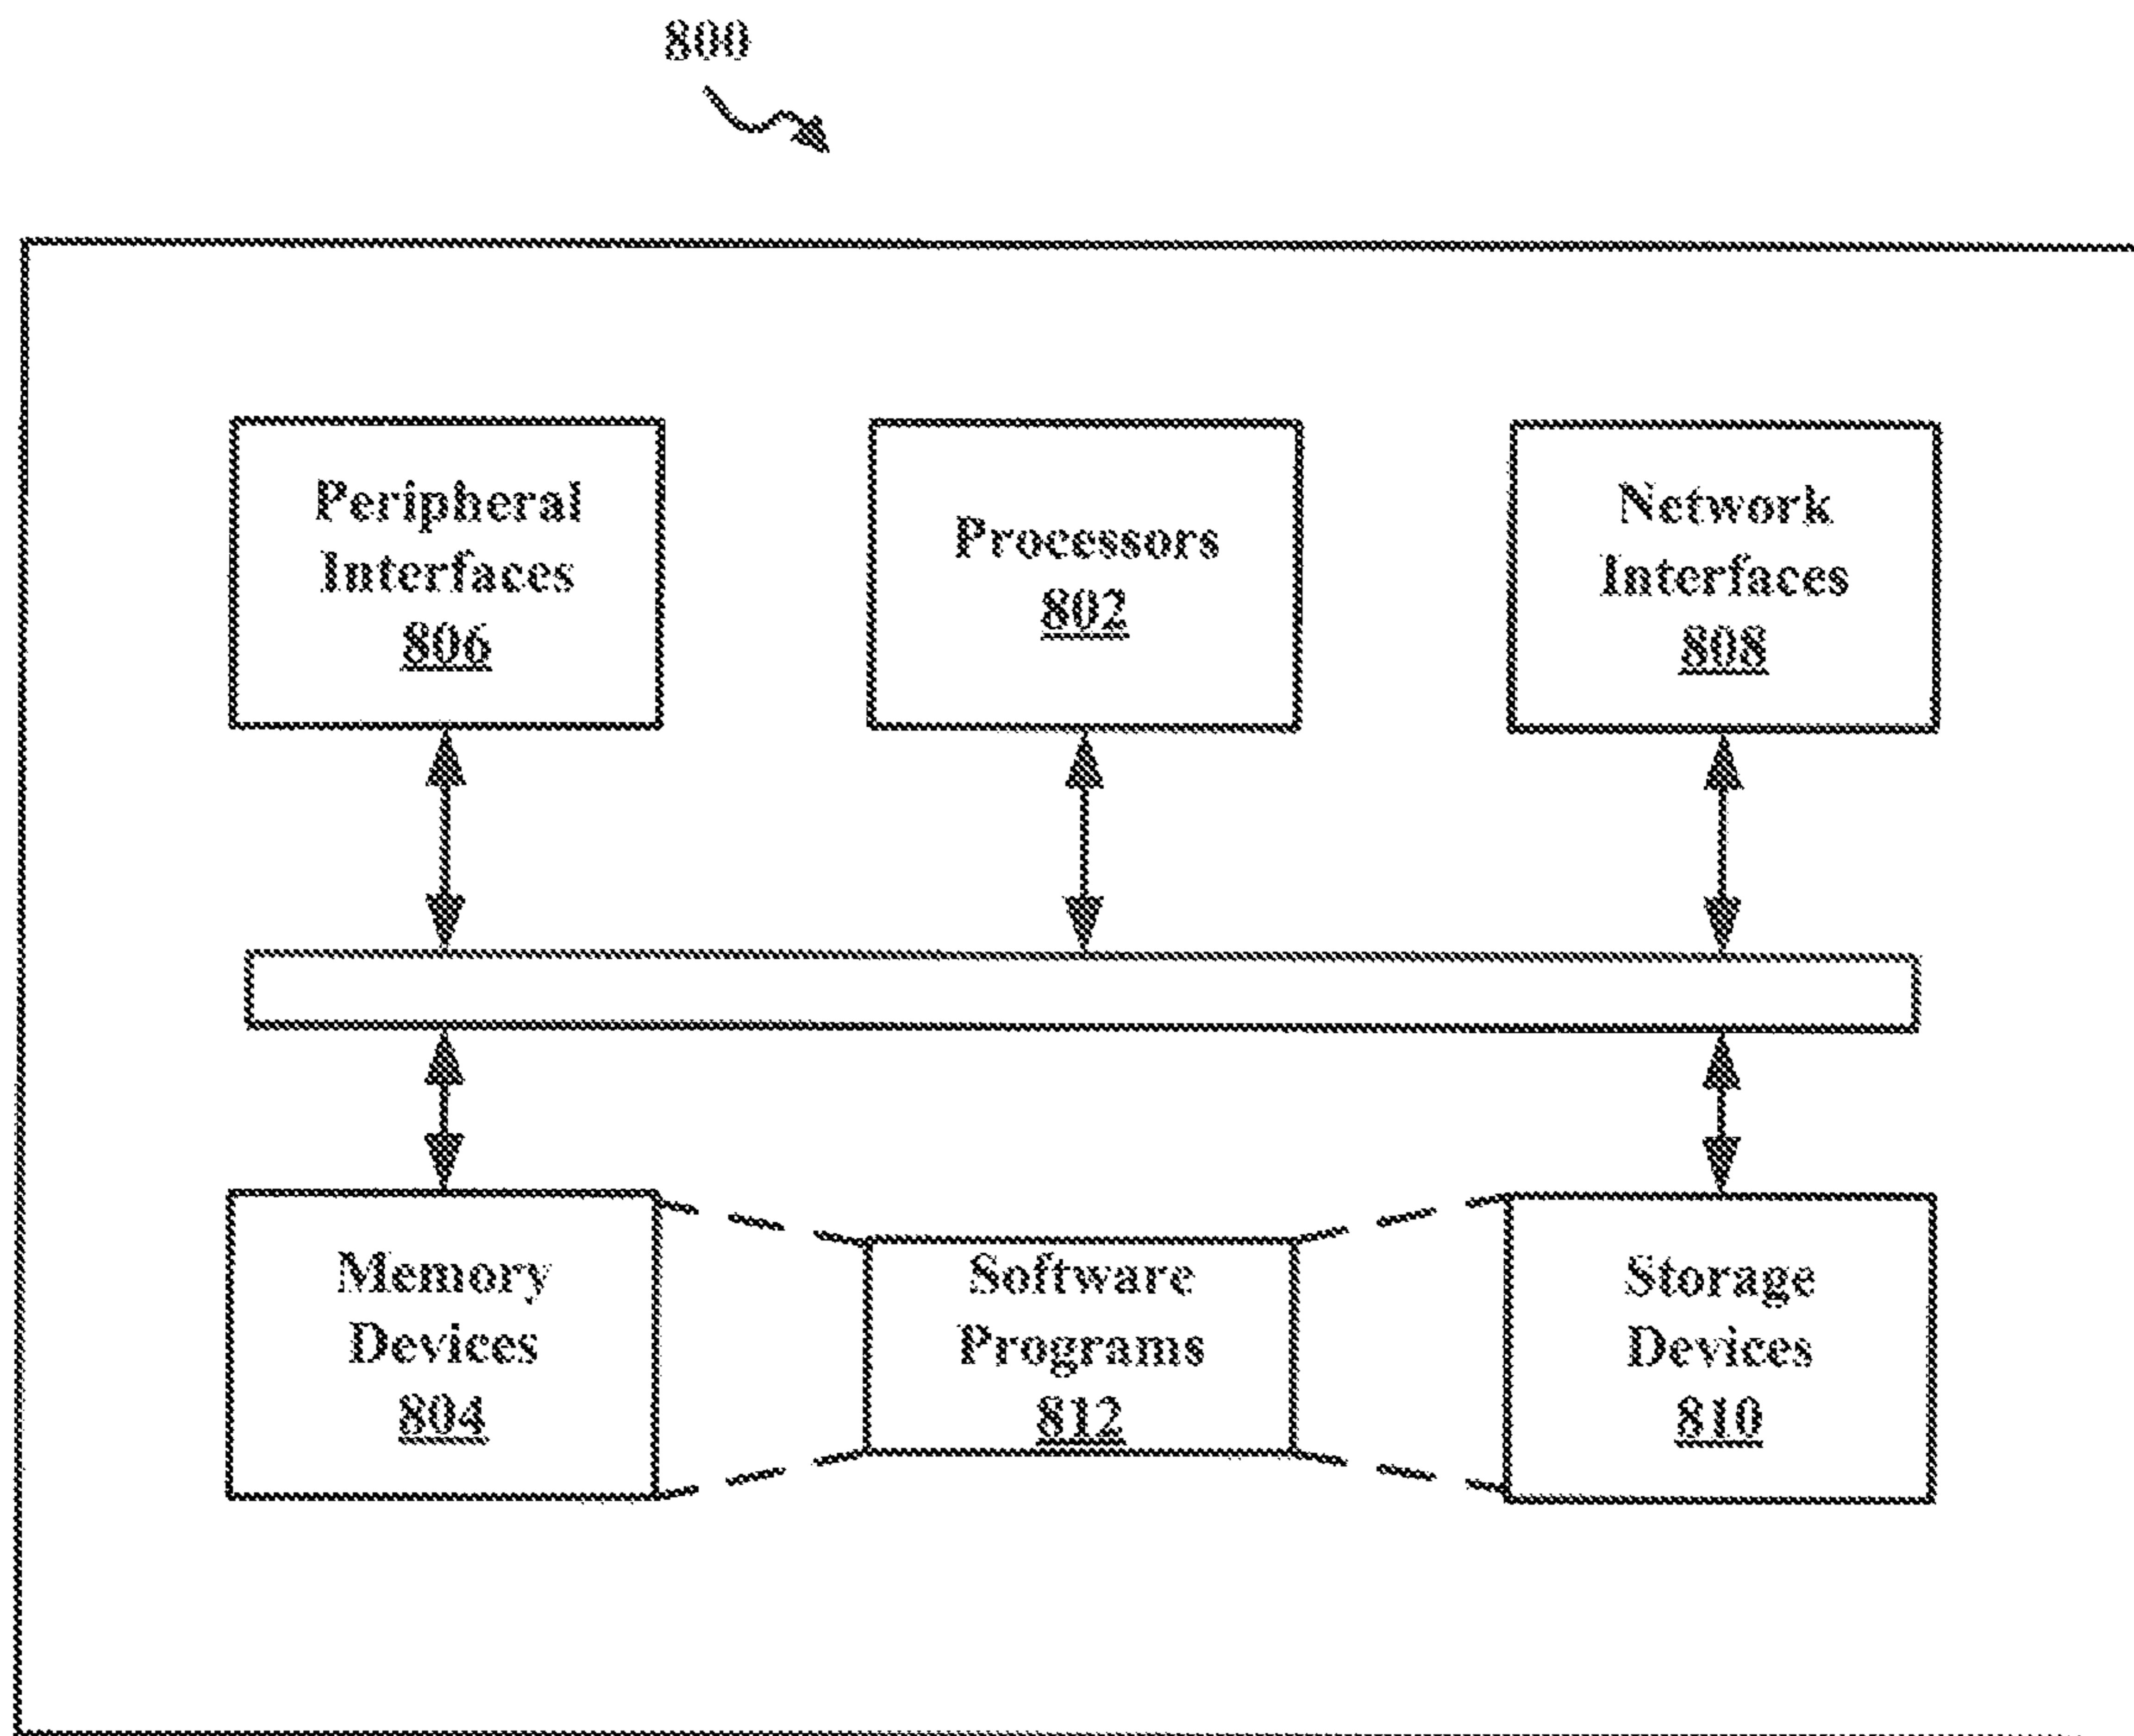 800
Peripheral
Interfaces
806
Processors
802
Network
Interfaces
808
Memory
Devices
804
Software
Programs
812
Storage
Devices
810